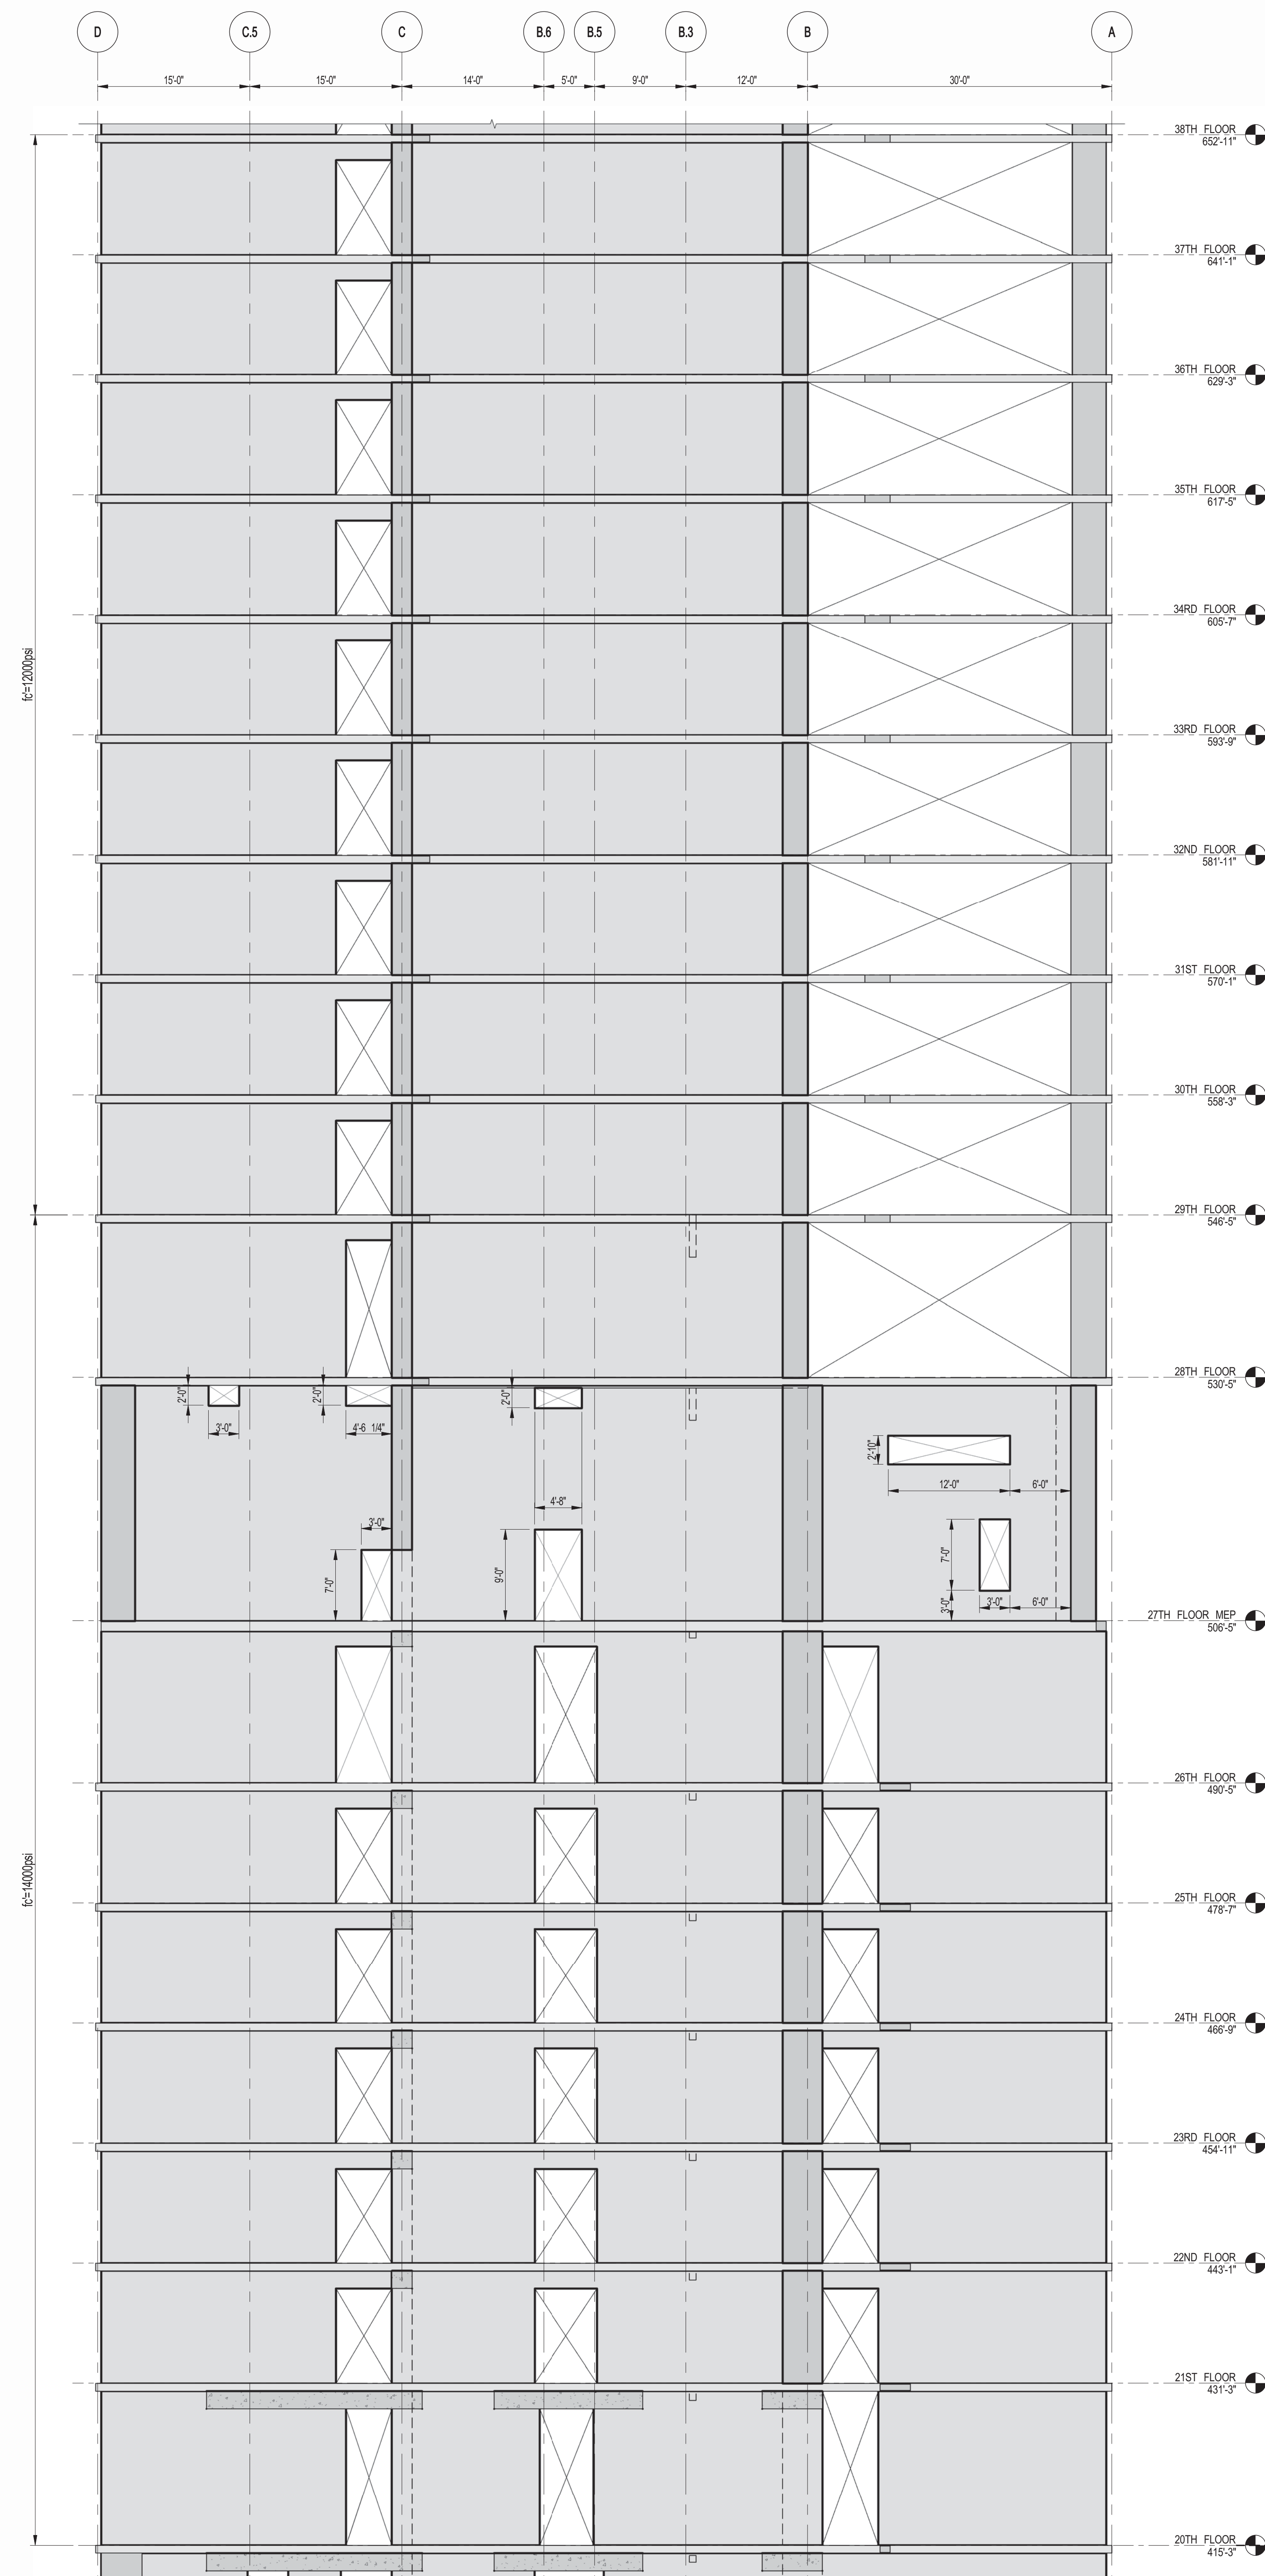 D C.5 C B.6 B.5 B.3 B A
15'-0" 15'-0" 14'-0" 5'-0" 9'-0" 12'-0" 30'-0"
38TH FLOOR
652'-11"
37TH FLOOR
641'-1"
36TH FLOOR
629'-3"
35TH FLOOR
617'-5"
34RD FLOOR
605'-7"
fc'=12000psi
33RD FLOOR
593'-9"
32ND FLOOR
581'-11"
31ST FLOOR
570'-1"
30TH FLOOR
558'-3"
29TH FLOOR
546'-5"
28TH FLOOR
530'-5"
2'-0" 2'-0" 2'-0"
3'-0" 4'-6 1/4"
2'-10"
12'-0" 6'-0"
4'-8"
3'-0"
7'-0" 9'-0" 7'-0"
3'-0" 3'-0" 6'-0"
27TH FLOOR MEP
506'-5"
26TH FLOOR
490'-5"
fc'=14000psi
25TH FLOOR
478'-7"
24TH FLOOR
466'-9"
23RD FLOOR
454'-11"
22ND FLOOR
443'-1"
21ST FLOOR
431'-3"
20TH FLOOR
415'-3"